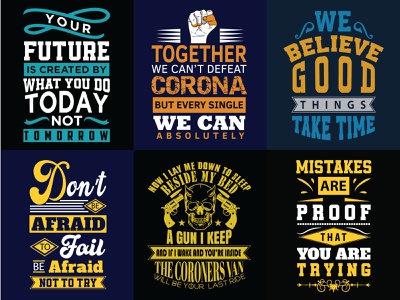 YOUR
FUTURE
IS CREATED BY
WHAT YOU DO
TODAY
NOT
TOMORROW
TOGETHER
WE CAN'T DEFEAT
CORONA
BUT EVERY SINGLE
WE CAN
ABSOLUTELY
WE
BELIEVE
GOOD
THINGS
TAKE TIME
Don't
BE
AFRAID
TO Fail
BE Afraid
NOT TO TRY
NOW I LAY ME DOWN TO SLEEP
BESIDE MY BED
A GUN I KEEP
AND IF I WAKE AND YOU'RE INSIDE
THE CORONERS VAN
WILL BE YOUR LAST RIDE
MISTAKES
ARE
PROOF
THAT
YOU ARE
TRYING